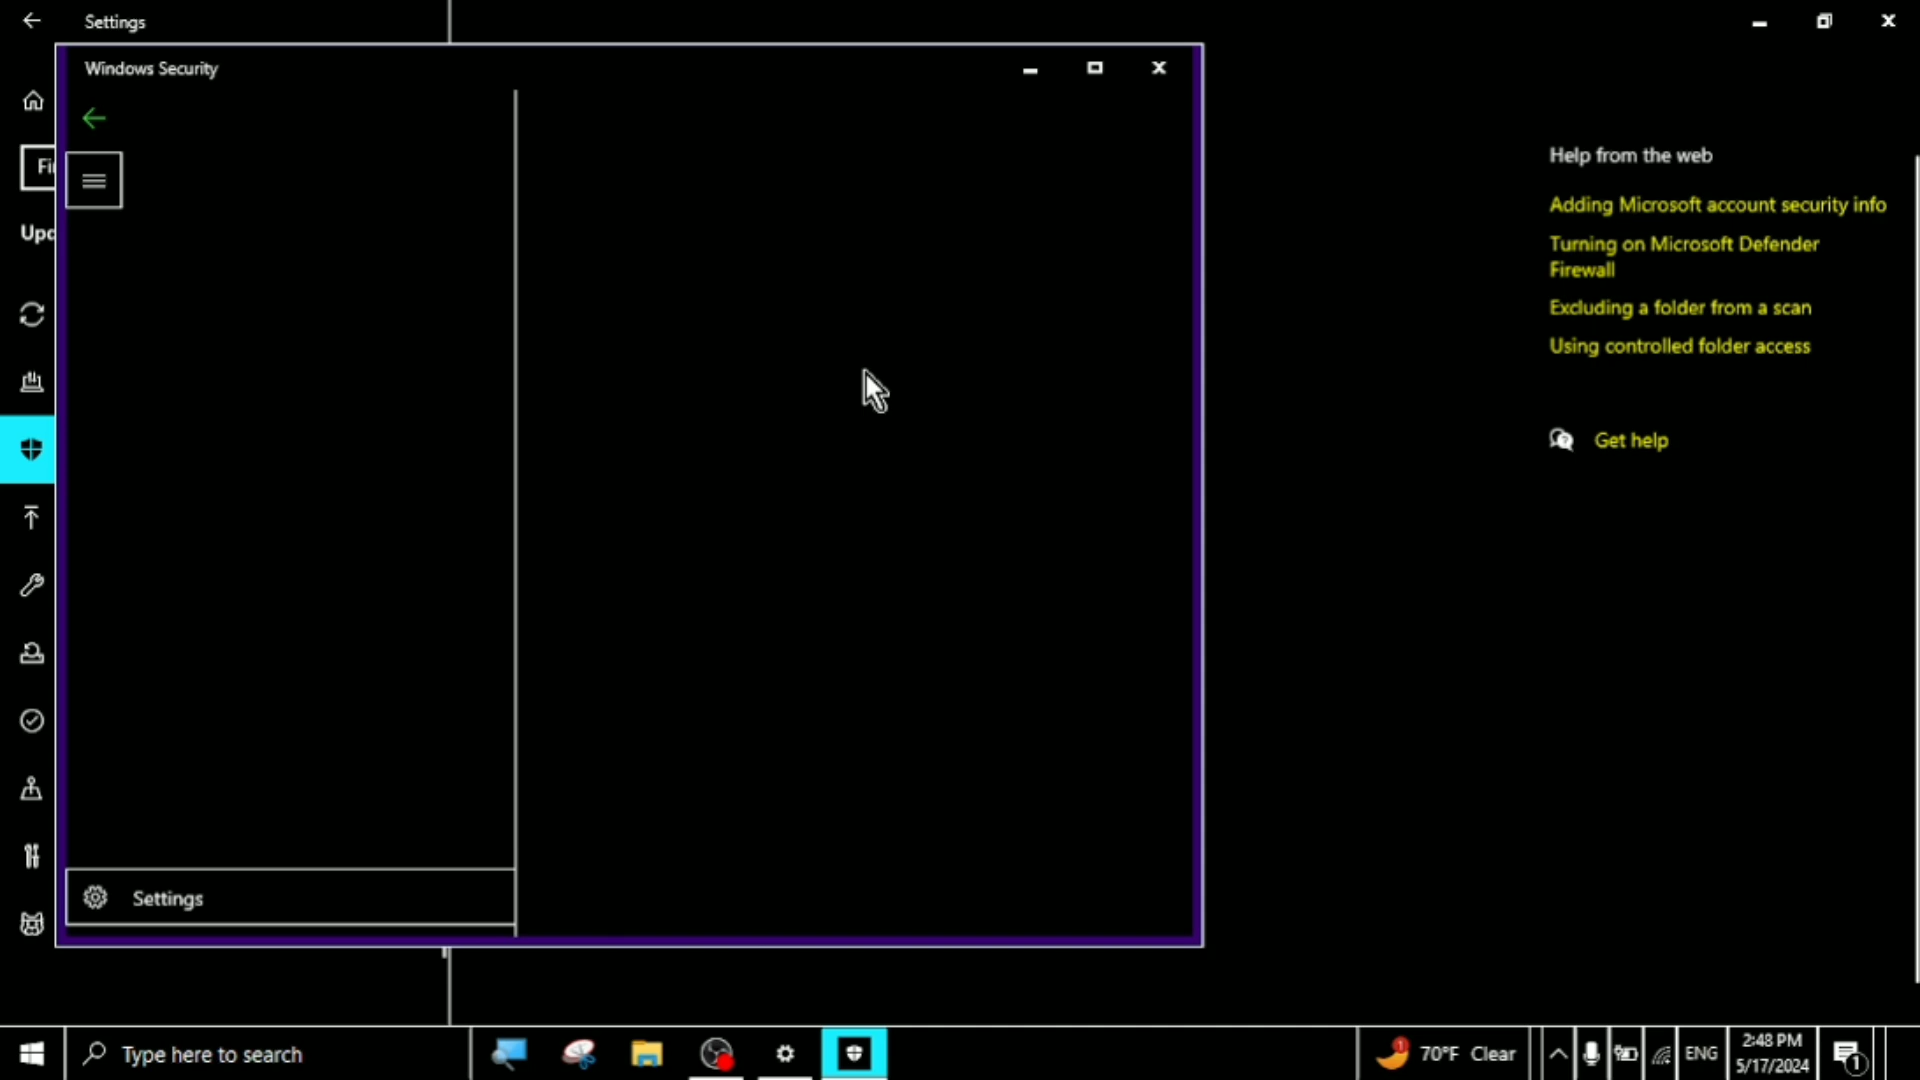 Settings
Windows Security
Fi
Upd
Help from the web
Adding Microsoft account security info
Turning on Microsoft Defender
Firewall
Excluding a folder from a scan
Using controlled folder access
Get help
Settings
Type here to search
1
70°F Clear
ENG
2:48 PM
5/17/2024
1